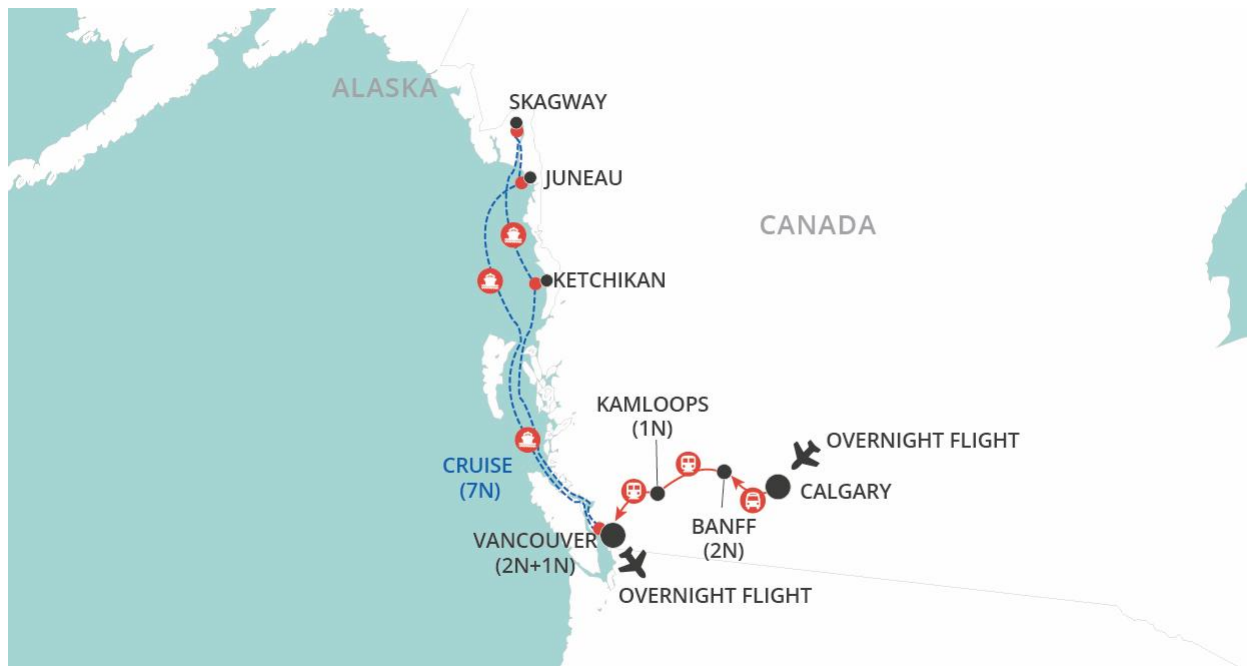 ALASKA
SKAGWAY
JUNEAU
CANADA
KETCHIKAN
KAMLOOPS
(1N)
OVERNIGHT FLIGHT
CRUISE
(7N)
CALGARY
BANFF
(2N)
VANCOUVER
(2N+1N)
OVERNIGHT FLIGHT